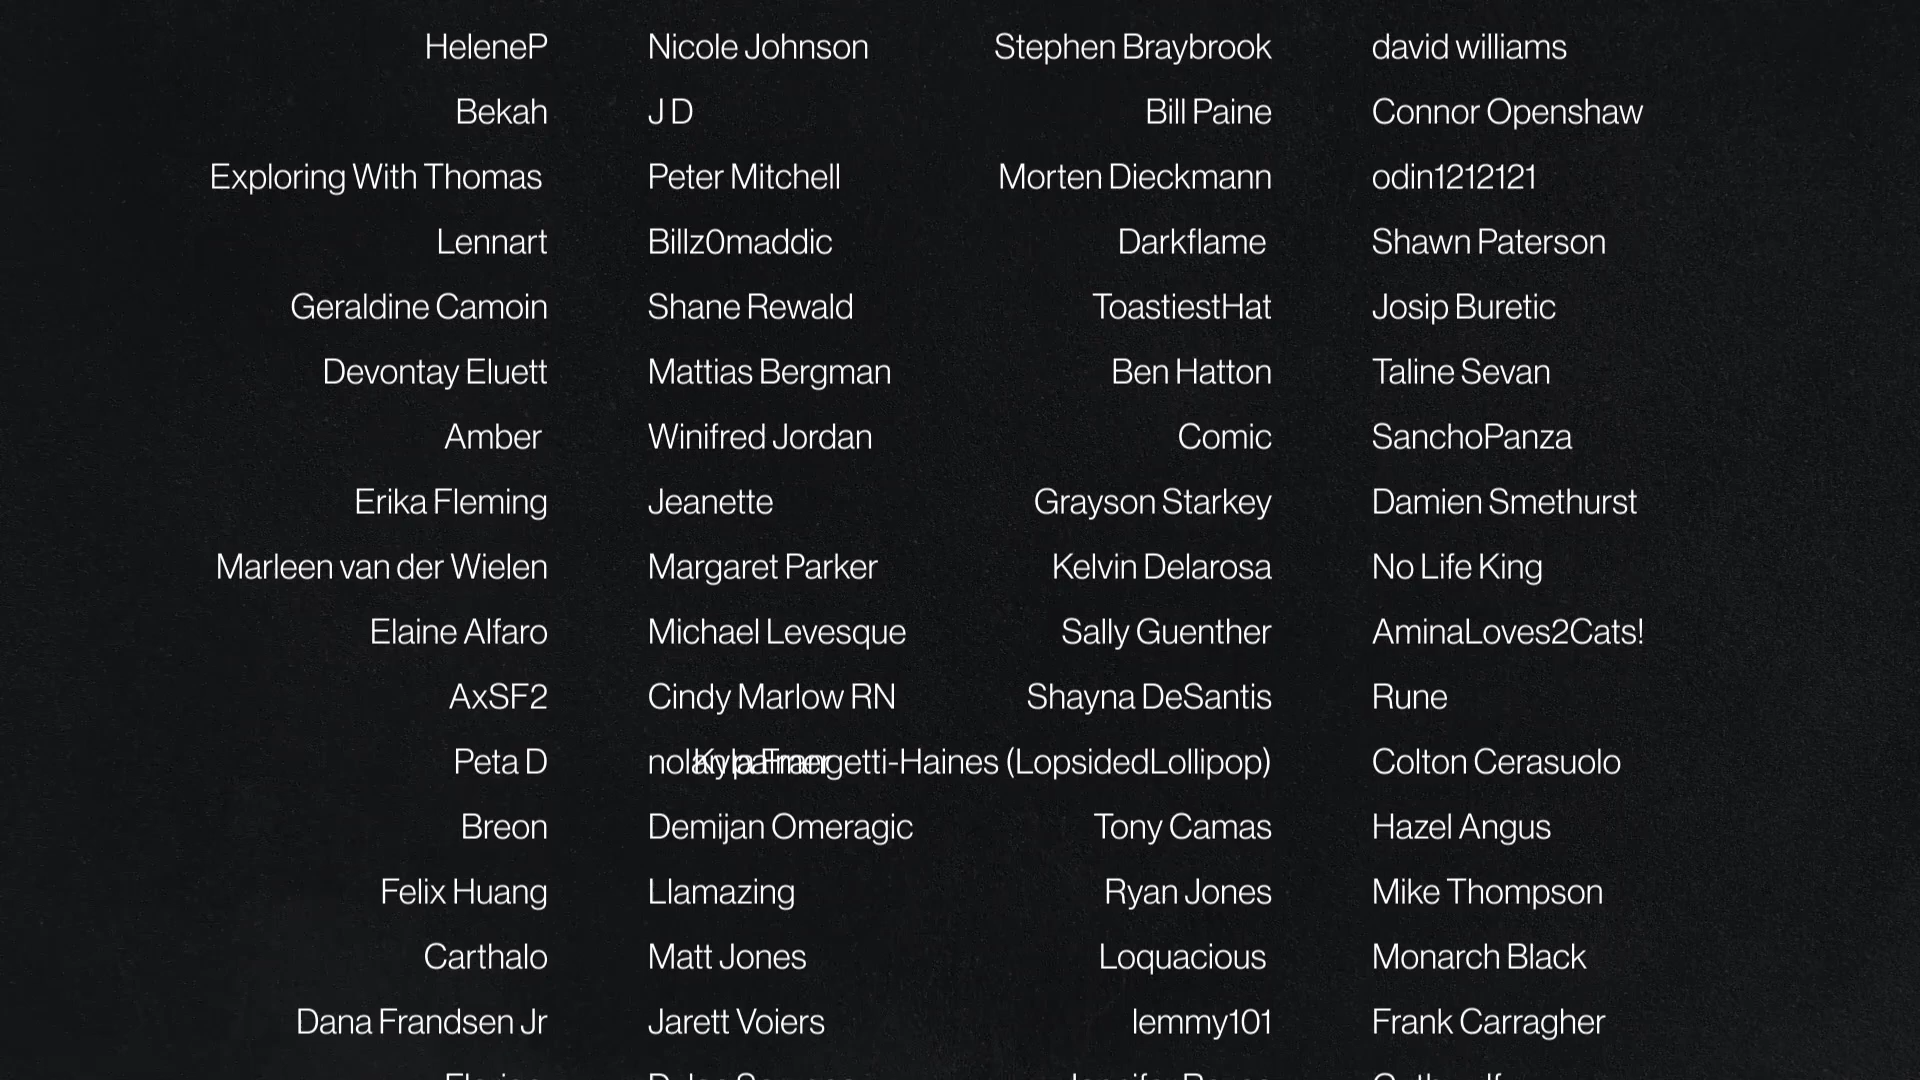 HeleneP Nicole Johnson Stephen Braybrook david williams
Bekah J D Bill Paine Connor Openshaw
Exploring With Thomas Peter Mitchell Morten Dieckmann odin1212121
Lennart Billz0maddic Darkflame Shawn Paterson
Geraldine Camoin Shane Rewald ToastiestHat Josip Buretic
Devontay Eluett Mattias Bergman Ben Hatton Taline Sevan
Amber Winifred Jordan Comic SanchoPanza
Erika Fleming Jeanette Grayson Starkey Damien Smethurst
Marleen van der Wielen Margaret Parker Kelvin Delarosa No Life King
Elaine Alfaro Michael Levesque Sally Guenther AminaLoves2Cats!
AxSF2 Cindy Marlow RN Shayna DeSantis Rune
Peta D nolan palmer (LopsidedLollipop) Colton Cerasuolo
Breon Demijan Omeragic Tony Camas Hazel Angus
Felix Huang Llamazing Ryan Jones Mike Thompson
Carthalo Matt Jones Loquacious Monarch Black
Dana Frandsen Jr Jarett Voiers lemmy101 Frank Carragher